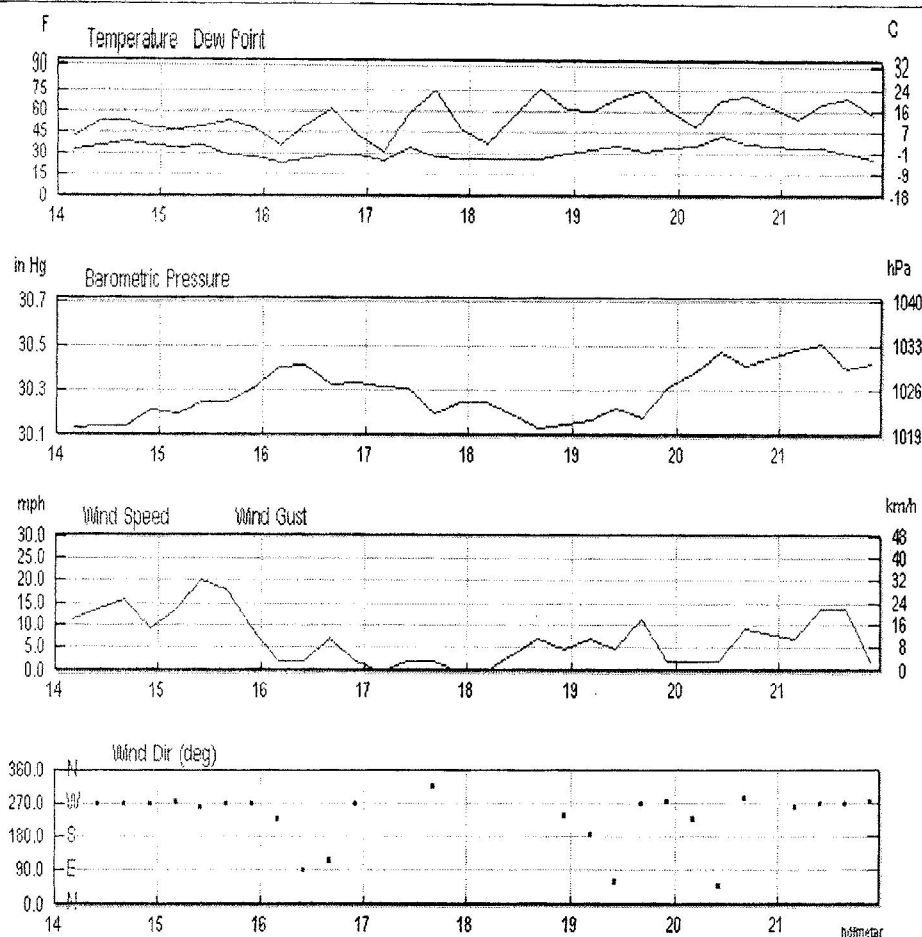 F C
Temperature Dew Point
90 32
75 24
60 16
45 7
30 -1
15 -9
0 -18
14 15 16 17 18 19 20 21
in Hg hPa
Barometric Pressure
30.7 1040
30.5 1033
30.3 1026
30.1 1019
14 15 16 17 18 19 20 21
mph km/h
Wind Speed Wind Gust
30.0 48
25.0 40
20.0 32
15.0 24
10.0 16
5.0 8
0.0 0
14 15 16 17 18 19 20 21
Wind Dir (deg)
360.0 N
270.0 W
180.0 S
90.0 E
0.0 N
14 15 16 17 18 19 20 21